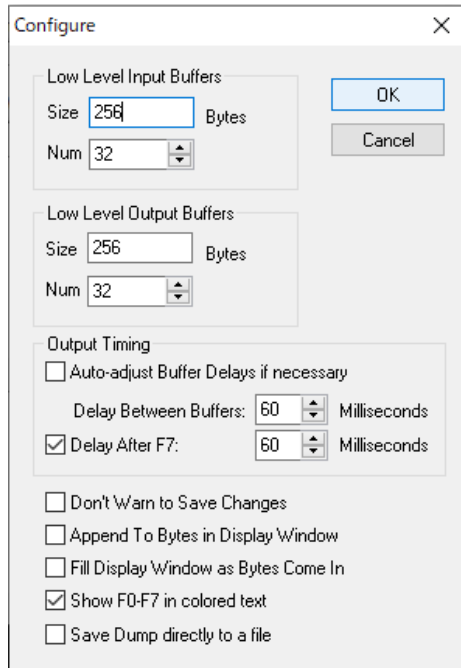 Configure
Low Level Input Buffers
Size 256 Bytes
Num 32
OK
Cancel
Low Level Output Buffers
Size 256 Bytes
Num 32
Output Timing
Auto-adjust Buffer Delays if necessary
Delay Between Buffers: 60 Milliseconds
Delay After F7: 60 Milliseconds
Don't Warn to Save Changes
Append To Bytes in Display Window
Fill Display Window as Bytes Come In
Show F0-F7 in colored text
Save Dump directly to a file